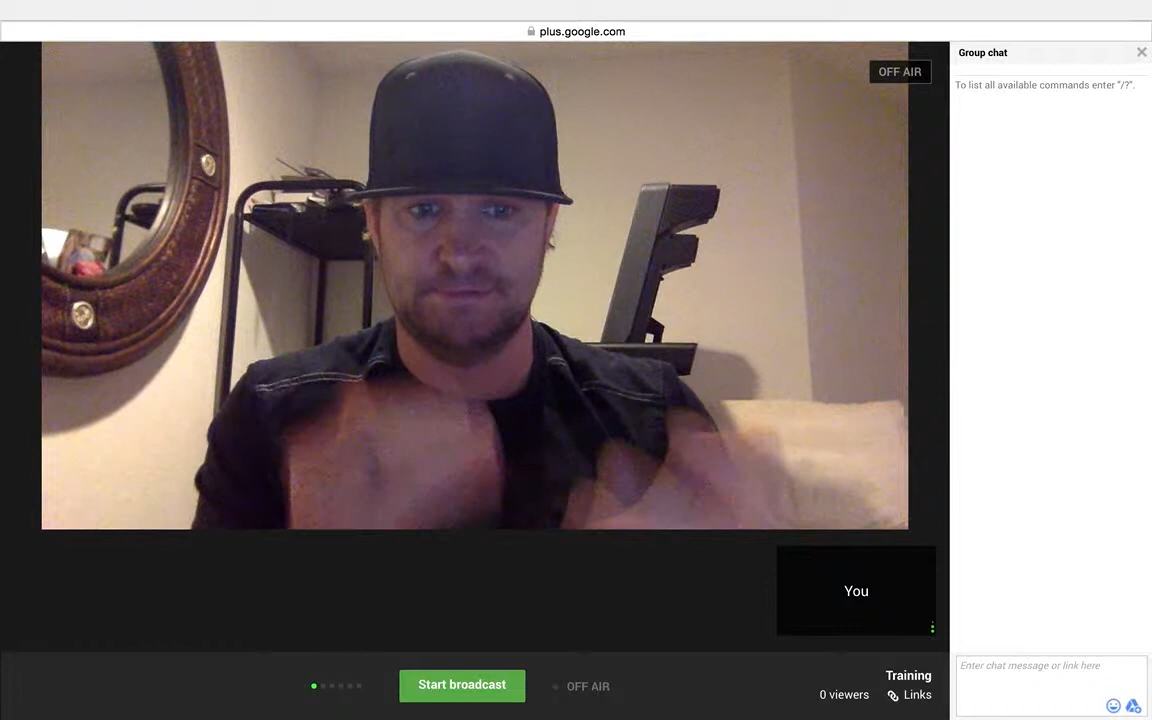 plus.google.com
OFF AIR
Group chat
To list all available commands enter "/?".
You
Start broadcast
OFF AIR
Training
0 viewers
Links
Enter chat message or link here